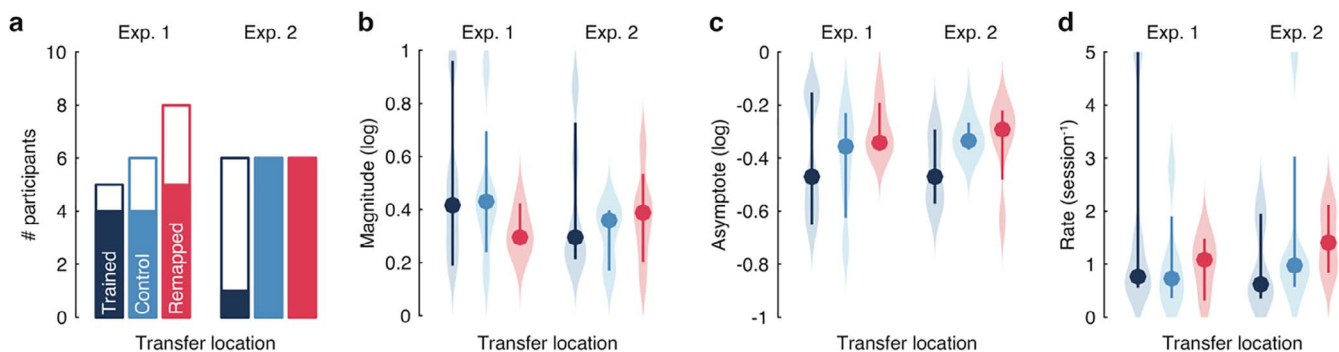 a
Exp. 1
Exp. 2
# participants
10
8
6
4
2
0
Trained
Control
Remapped
Transfer location
b
Exp. 1
Exp. 2
Magnitude (log)
1
0.8
0.6
0.4
0.2
0
Transfer location
c
Exp. 1
Exp. 2
Asymptote (log)
0
-0.2
-0.4
-0.6
-0.8
-1
Transfer location
d
Exp. 1
Exp. 2
Rate (session⁻¹)
5
4
3
2
1
0
Transfer location